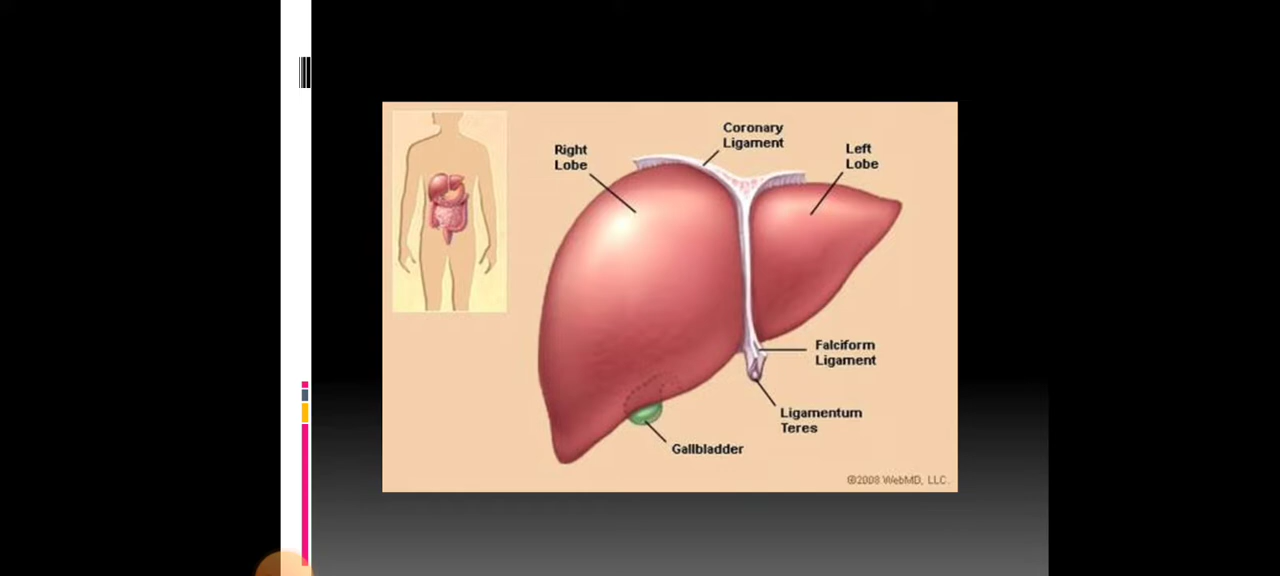 Coronary
Ligament
Right
Lobe
Left
Lobe
Falciform
Ligament
Ligamentum
Teres
Gallbladder
©2008 WebMD, LLC.